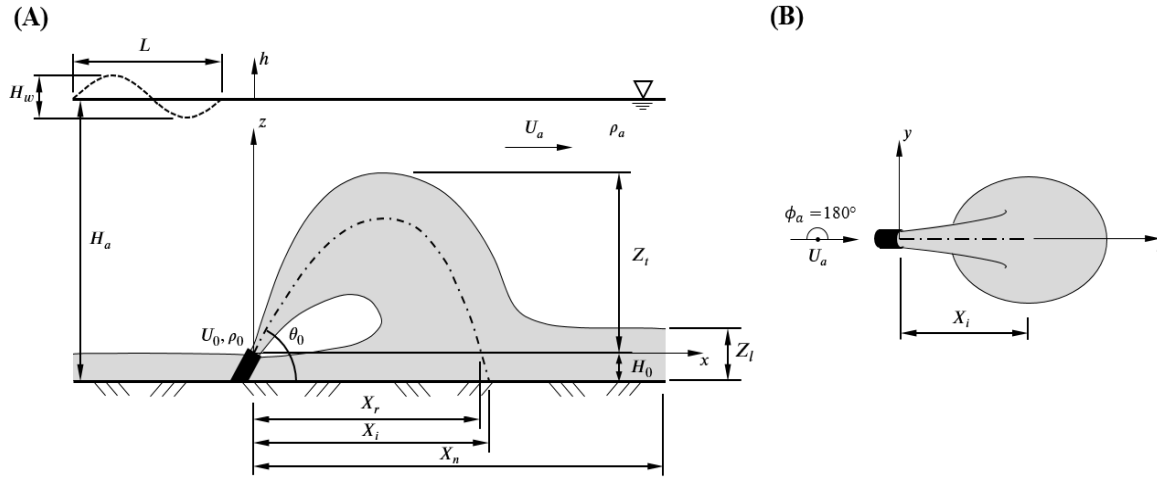 (A)
(B)
L
h
H_w
z
U_a
ρ_a
y
ϕ_a = 180°
U_a
H_a
Z_t
X_i
U_0, ρ_0
θ_0
x
Z_l
H_0
X_r
X_i
X_n